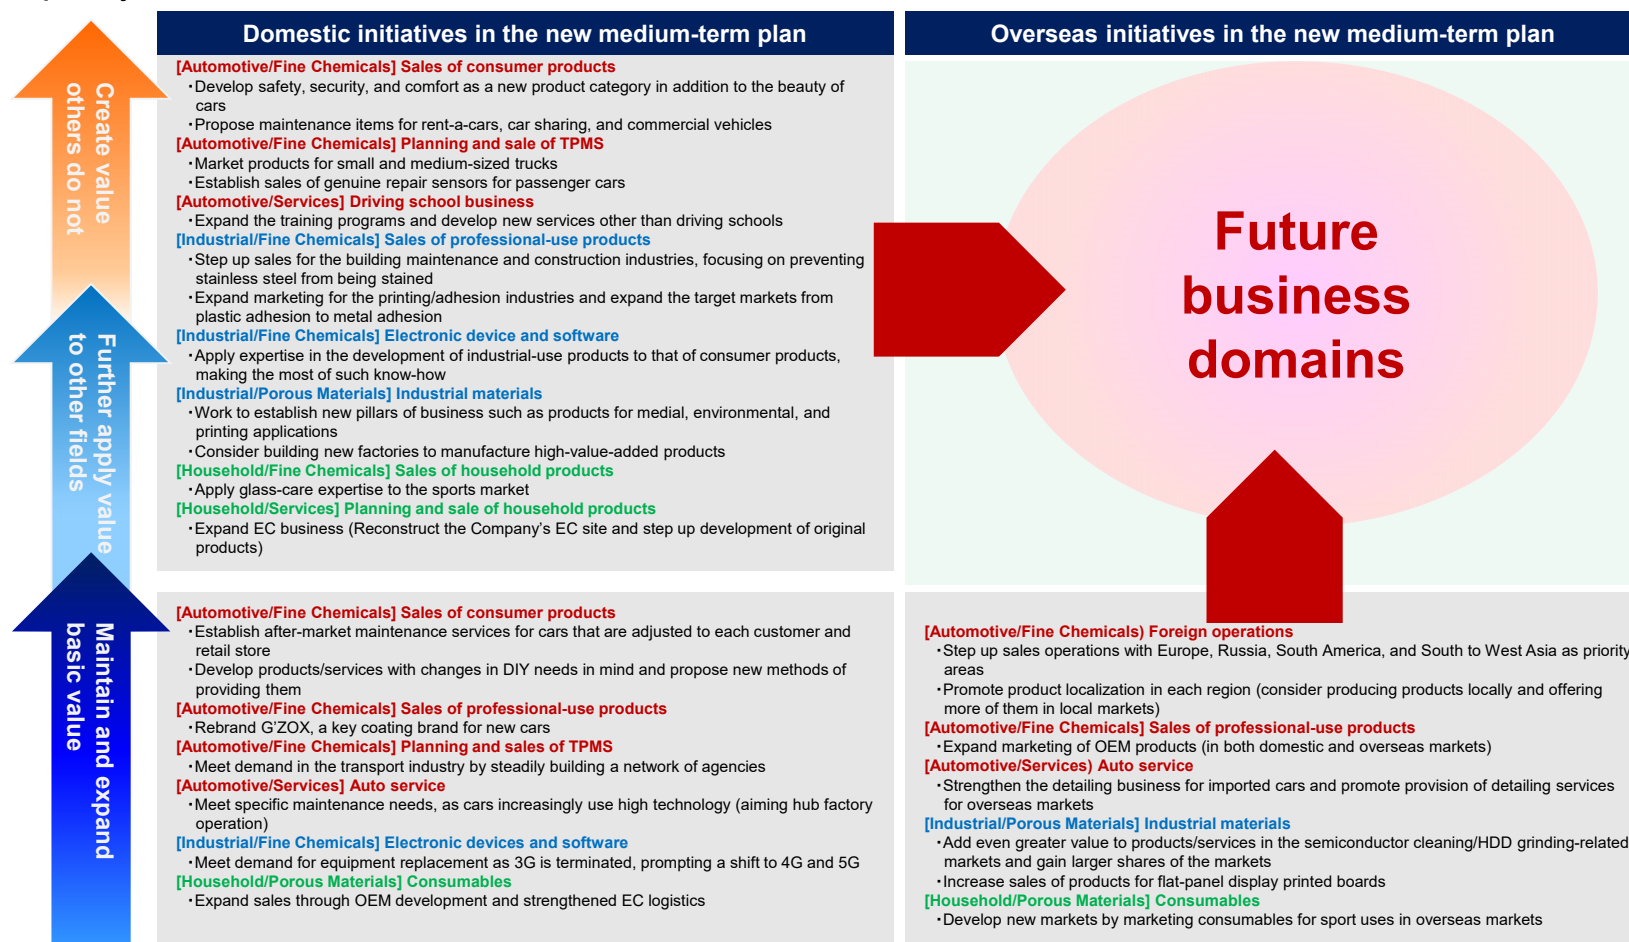 Domestic initiatives in the new medium-term plan
[Automotive/Fine Chemicals] Sales of consumer products
・Develop safety, security, and comfort as a new product category in addition to the beauty of
cars
・Propose maintenance items for rent-a-cars, car sharing, and commercial vehicles
[Automotive/Fine Chemicals] Planning and sale of TPMS
・Market products for small and medium-sized trucks
・Establish sales of genuine repair sensors for passenger cars
[Automotive/Services] Driving school business
・Expand the training programs and develop new services other than driving schools
[Industrial/Fine Chemicals] Sales of professional-use products
・Step up sales for the building maintenance and construction industries, focusing on preventing
stainless steel from being stained
・Expand marketing for the printing/adhesion industries and expand the target markets from
plastic adhesion to metal adhesion
[Industrial/Fine Chemicals] Electronic device and software
・Apply expertise in the development of industrial-use products to that of consumer products,
making the most of such know-how
[Industrial/Porous Materials] Industrial materials
・Work to establish new pillars of business such as products for medial, environmental, and
printing applications
・Consider building new factories to manufacture high-value-added products
[Household/Fine Chemicals] Sales of household products
・Apply glass-care expertise to the sports market
[Household/Services] Planning and sale of household products
・Expand EC business (Reconstruct the Company's EC site and step up development of original
products)
Create value
others do not
Further apply value
to other fields
Maintain and expand
basic value
[Automotive/Fine Chemicals] Sales of consumer products
・Establish after-market maintenance services for cars that are adjusted to each customer and
retail store
・Develop products/services with changes in DIY needs in mind and propose new methods of
providing them
[Automotive/Fine Chemicals] Sales of professional-use products
・Rebrand G'ZOX, a key coating brand for new cars
[Automotive/Fine Chemicals] Planning and sales of TPMS
・Meet demand in the transport industry by steadily building a network of agencies
[Automotive/Services] Auto service
・Meet specific maintenance needs, as cars increasingly use high technology (aiming hub factory
operation)
[Industrial/Fine Chemicals] Electronic devices and software
・Meet demand for equipment replacement as 3G is terminated, prompting a shift to 4G and 5G
[Household/Porous Materials] Consumables
・Expand sales through OEM development and strengthened EC logistics
Overseas initiatives in the new medium-term plan
Future
business
domains
[Automotive/Fine Chemicals) Foreign operations
・Step up sales operations with Europe, Russia, South America, and South to West Asia as priority
areas
・Promote product localization in each region (consider producing products locally and offering
more of them in local markets)
[Automotive/Fine Chemicals] Sales of professional-use products
・Expand marketing of OEM products (in both domestic and overseas markets)
[Automotive/Services) Auto service
・Strengthen the detailing business for imported cars and promote provision of detailing services
for overseas markets
[Industrial/Porous Materials] Industrial materials
・Add even greater value to products/services in the semiconductor cleaning/HDD grinding-related
markets and gain larger shares of the markets
・Increase sales of products for flat-panel display printed boards
[Household/Porous Materials] Consumables
・Develop new markets by marketing consumables for sport uses in overseas markets